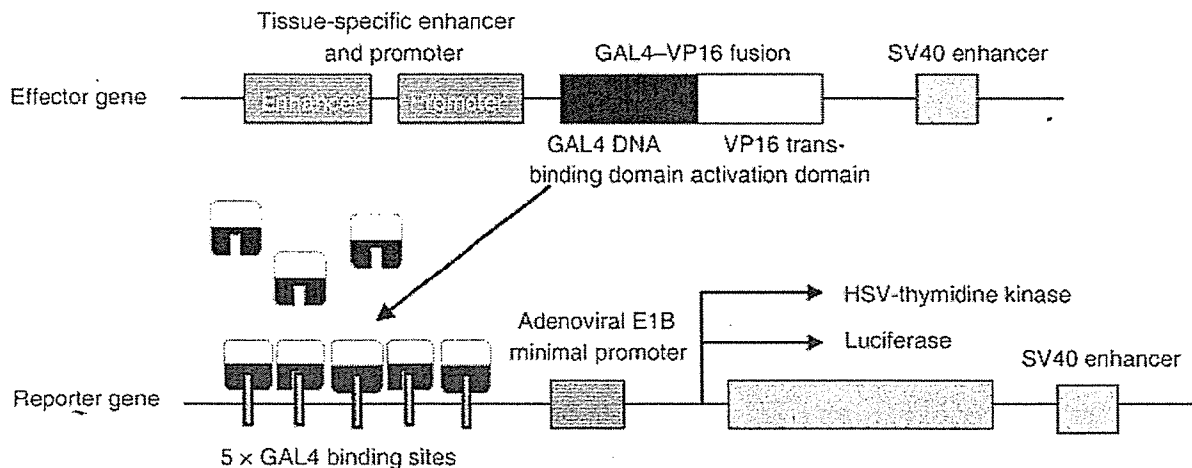 Tissue-specific enhancer
and promoter
GAL4–VP16 fusion
SV40 enhancer
Effector gene
Enhancer
Promoter
GAL4 DNA
binding domain
VP16 trans-
activation domain
Adenoviral E1B
minimal promoter
HSV-thymidine kinase
Luciferase
SV40 enhancer
Reporter gene
5 × GAL4 binding sites